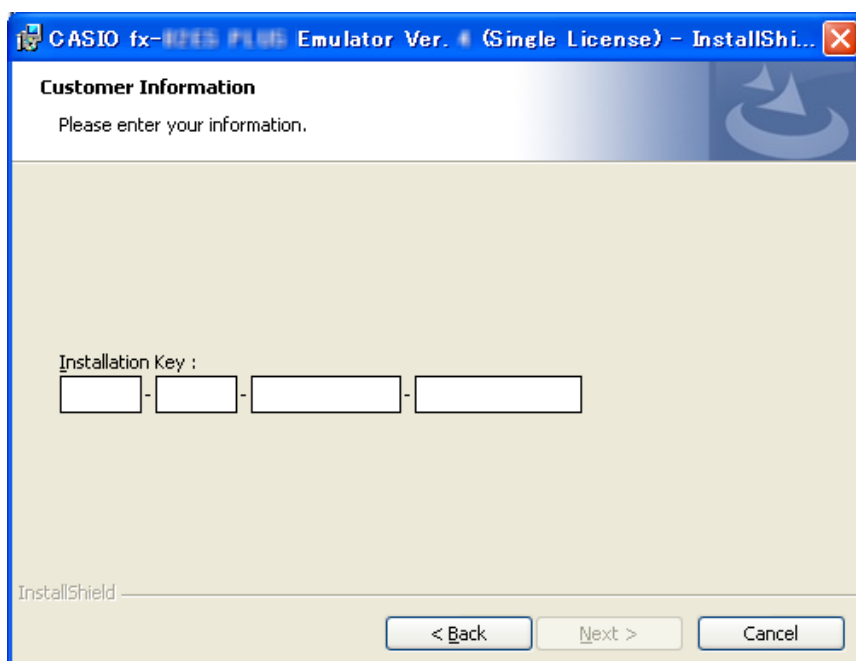 CASIO fx- Emulator Ver. (Single License) - InstallShi...
Customer Information
Please enter your information.
Installation Key :
- - -
InstallShield
< Back Next > Cancel